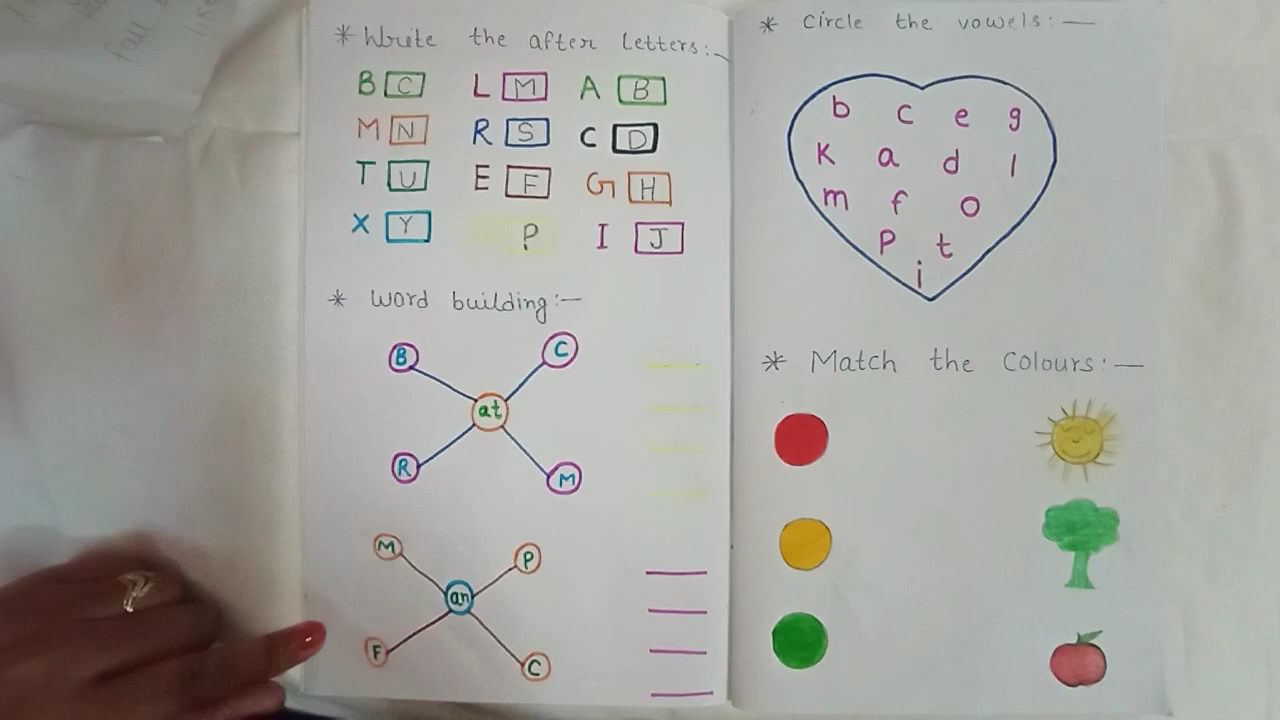 * Write the after letters:-
B C L M A B
M N R S C D
T U E F G H
X Y P I J
* Word building:-
B C
at
R M
M P
an
F C
* Circle the vowels:-
b c e g
K a d l
m f o
P t
i
* Match the Colours:-